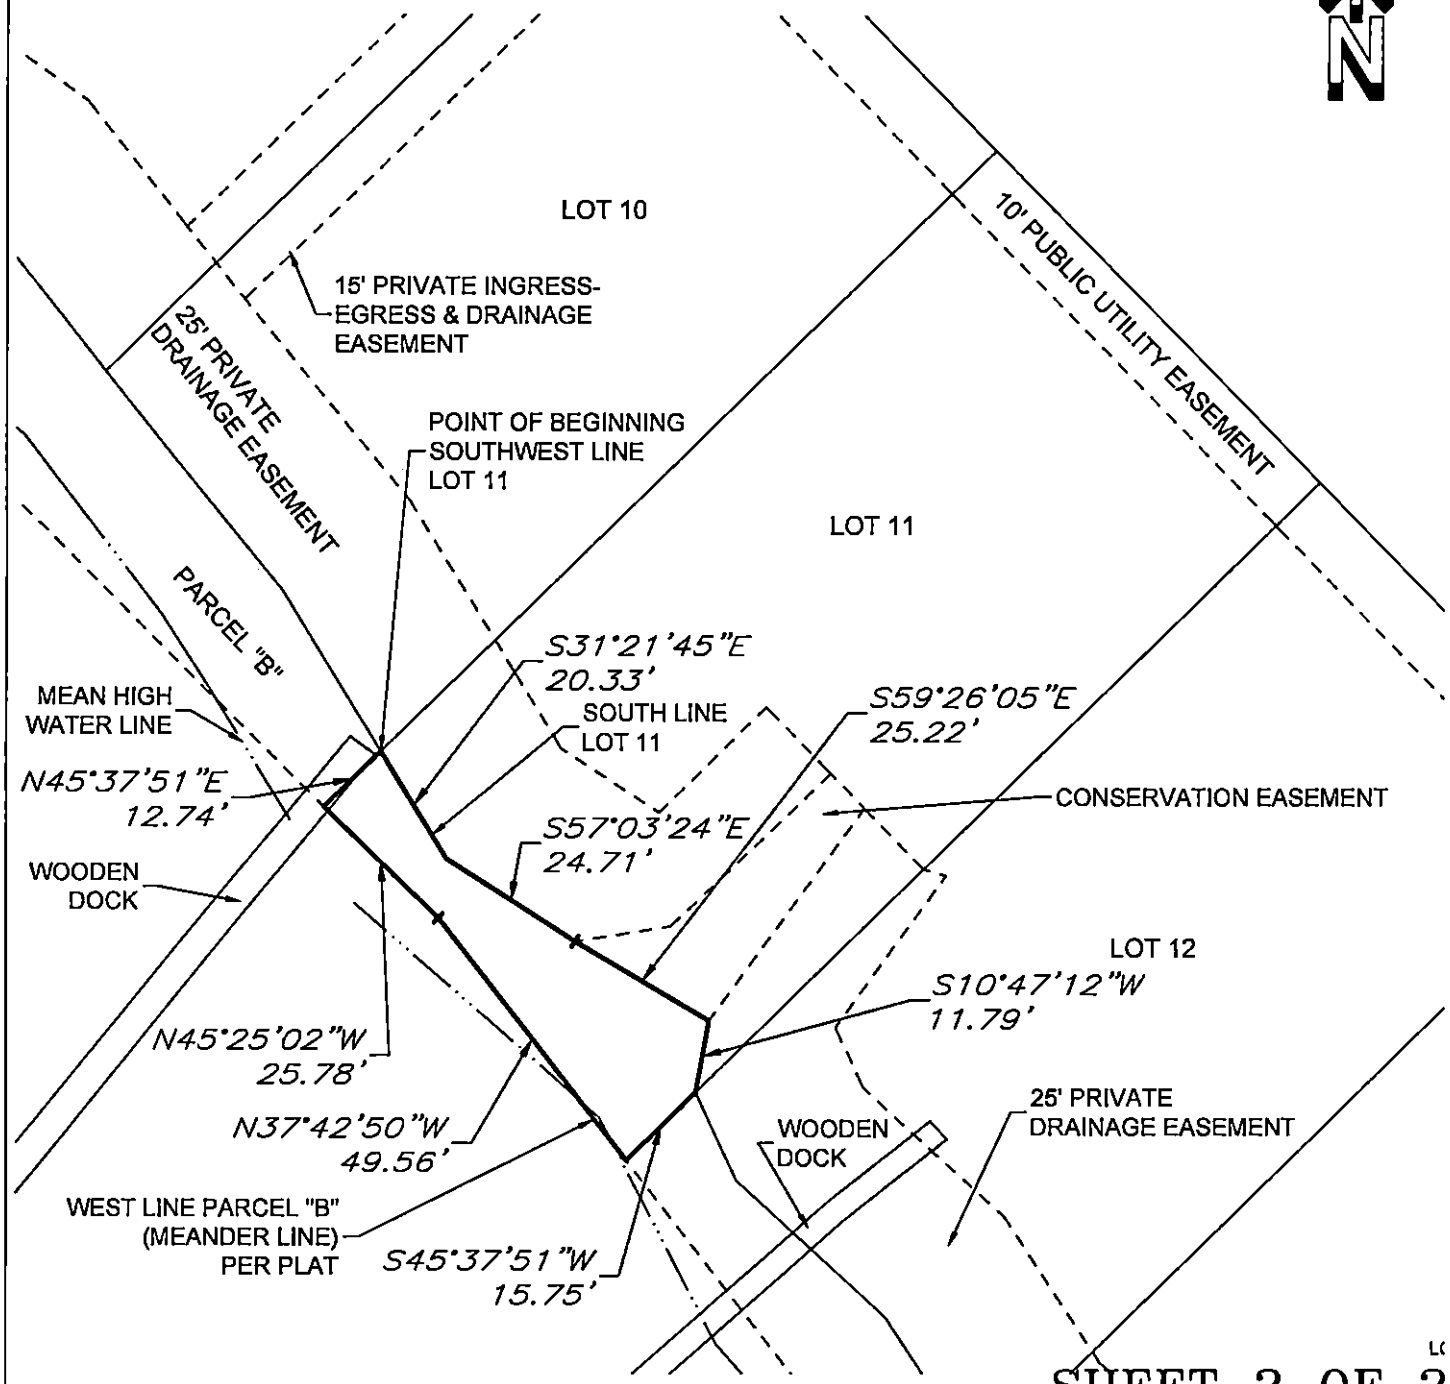 N
LOT 10
10' PUBLIC UTILITY EASEMENT
15' PRIVATE INGRESS-
EGRESS & DRAINAGE
EASEMENT
25' PRIVATE
DRAINAGE EASEMENT
POINT OF BEGINNING
SOUTHWEST LINE
LOT 11
LOT 11
PARCEL "B"
S31°21'45"E
20.33'
MEAN HIGH
WATER LINE
SOUTH LINE
LOT 11
S59°26'05"E
25.22'
N45°37'51"E
12.74'
CONSERVATION EASEMENT
S57°03'24"E
24.71'
WOODEN
DOCK
LOT 12
S10°47'12"W
11.79'
N45°25'02"W
25.78'
N37°42'50"W
49.56'
WOODEN
DOCK
25' PRIVATE
DRAINAGE EASEMENT
WEST LINE PARCEL "B"
(MEANDER LINE)
PER PLAT
S45°37'51"W
15.75'
SHEET 2 OF 2